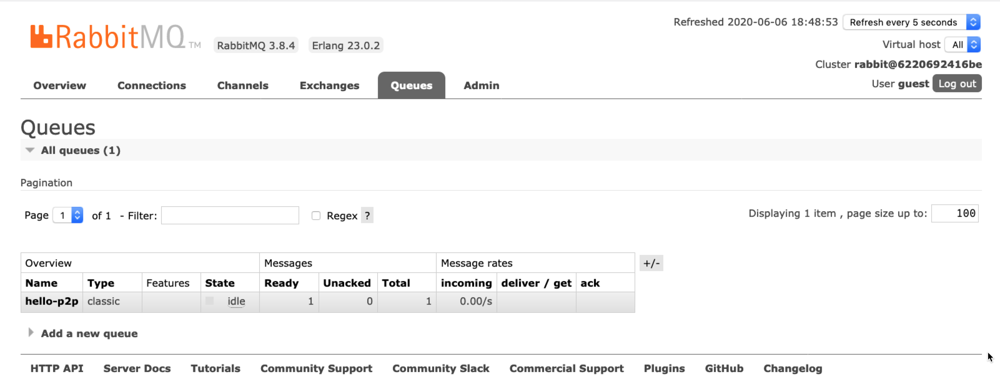 Refreshed 2020-06-06 18:48:53 Refresh every 5 seconds
RabbitMQ TM RabbitMQ 3.8.4 Erlang 23.0.2
Virtual host All
Cluster rabbit@6220692416be
User guest Log out
Overview Connections Channels Exchanges Queues Admin
Queues
All queues (1)
Pagination
Page 1 of 1 - Filter: Regex ? Displaying 1 item , page size up to: 100
Overview Messages Message rates +/-
Name Type Features State Ready Unacked Total incoming deliver / get ack
hello-p2p classic idle 1 0 1 0.00/s
Add a new queue
HTTP API Server Docs Tutorials Community Support Community Slack Commercial Support Plugins GitHub Changelog